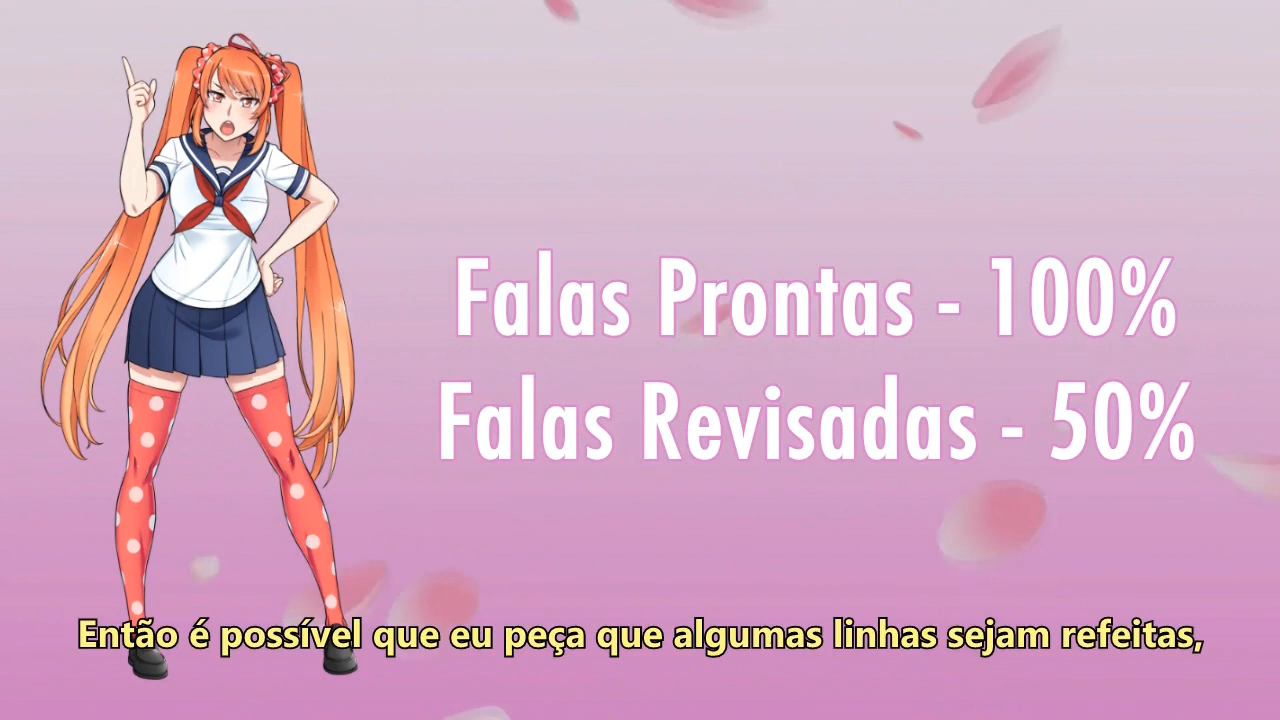 Falas Prontas - 100%
Falas Revisadas - 50%
Então é possível que eu peça que algumas linhas sejam refeitas,